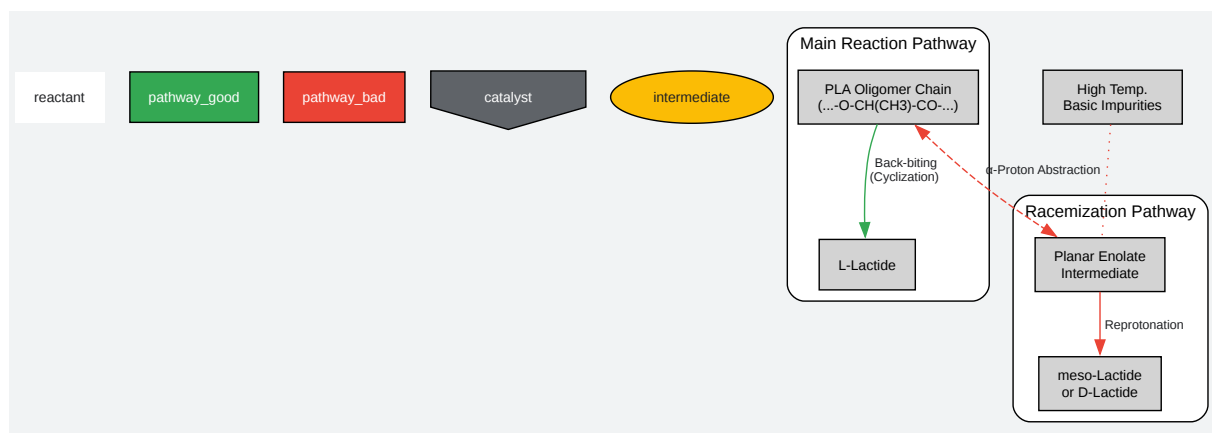 reactant
pathway_good
pathway_bad
catalyst
intermediate
Main Reaction Pathway
PLA Oligomer Chain
(...-O-CH(CH3)-CO-...)
High Temp.
Basic Impurities
Back-biting
(Cyclization)
α-Proton Abstraction
Racemization Pathway
L-Lactide
Planar Enolate
Intermediate
Reprotonation
meso-Lactide
or D-Lactide